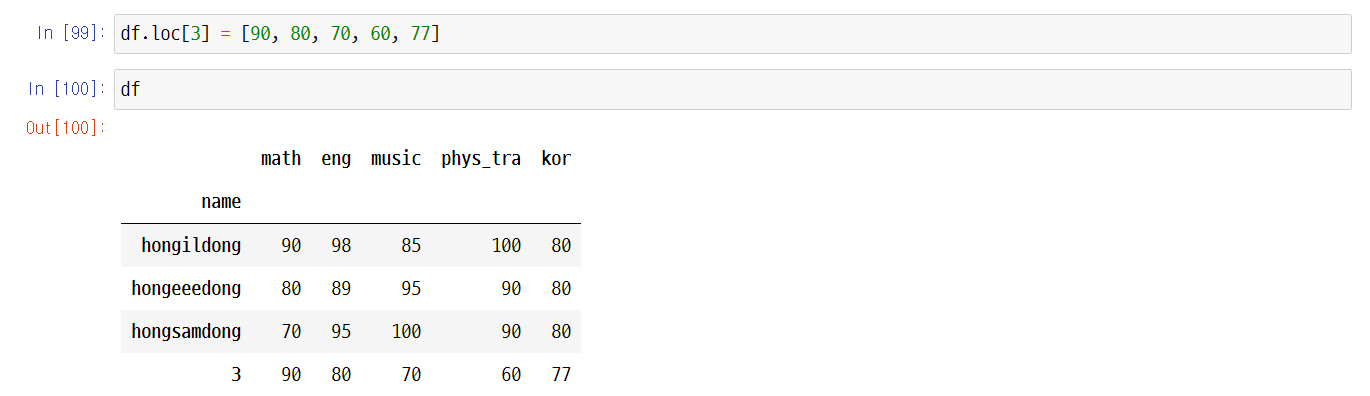 In [99]: df.loc[3] = [90, 80, 70, 60, 77]
In [100]: df
Out[100]:
math eng music phys_tra kor
name
hongildong 90 98 85 100 80
hongeeedong 80 89 95 90 80
hongsamdong 70 95 100 90 80
3 90 80 70 60 77